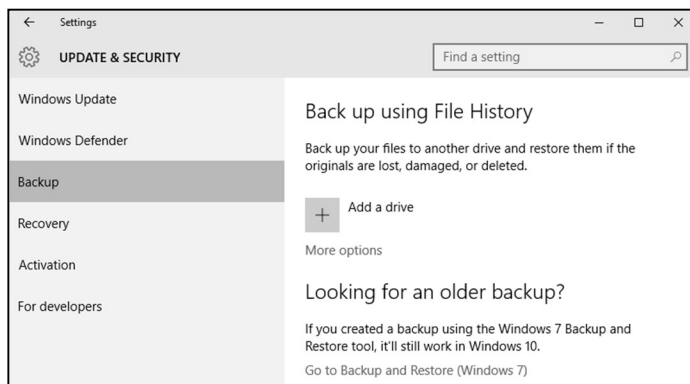 Settings
UPDATE & SECURITY
Find a setting
Windows Update
Windows Defender
Backup
Recovery
Activation
For developers
Back up using File History
Back up your files to another drive and restore them if the
originals are lost, damaged, or deleted.
Add a drive
More options
Looking for an older backup?
If you created a backup using the Windows 7 Backup and
Restore tool, it'll still work in Windows 10.
Go to Backup and Restore (Windows 7)